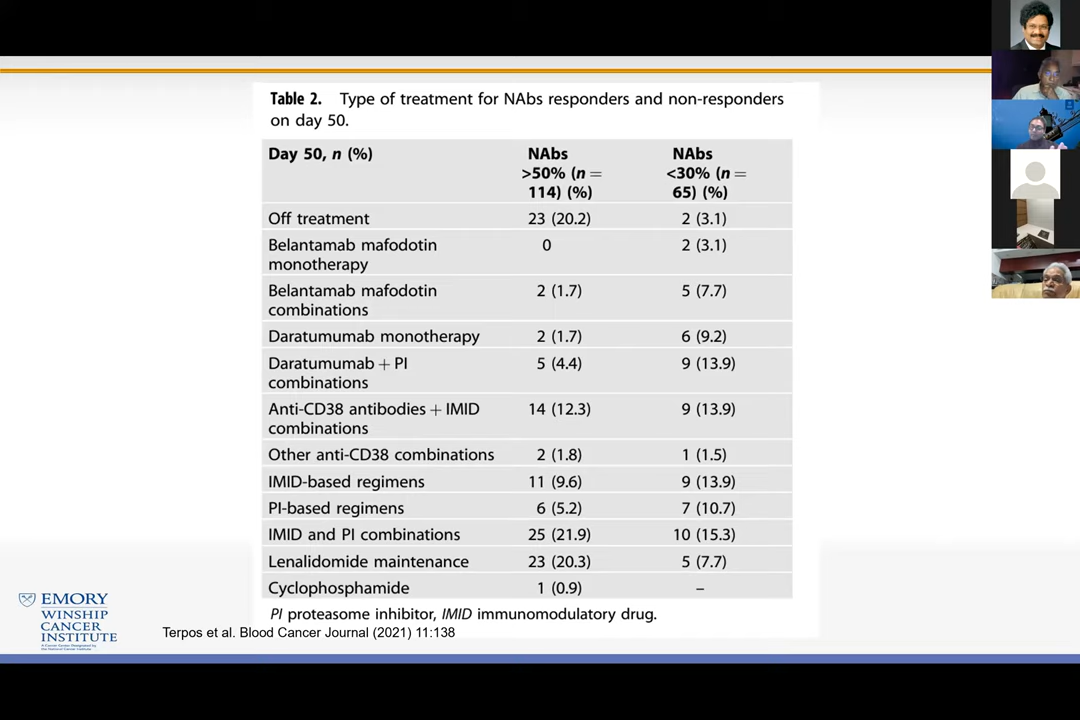 Table 2. Type of treatment for NAbs responders and non-responders
on day 50.
Day 50, n (%) NAbs >50% (n = 114) (%) NAbs <30% (n = 65) (%)
Off treatment 23 (20.2) 2 (3.1)
Belantamab mafodotin monotherapy 0 2 (3.1)
Belantamab mafodotin combinations 2 (1.7) 5 (7.7)
Daratumumab monotherapy 2 (1.7) 6 (9.2)
Daratumumab + PI combinations 5 (4.4) 9 (13.9)
Anti-CD38 antibodies + IMID combinations 14 (12.3) 9 (13.9)
Other anti-CD38 combinations 2 (1.8) 1 (1.5)
IMID-based regimens 11 (9.6) 9 (13.9)
PI-based regimens 6 (5.2) 7 (10.7)
IMID and PI combinations 25 (21.9) 10 (15.3)
Lenalidomide maintenance 23 (20.3) 5 (7.7)
Cyclophosphamide 1 (0.9) –
PI proteasome inhibitor, IMID immunomodulatory drug.
Terpos et al. Blood Cancer Journal (2021) 11:138
EMORY
WINSHIP
CANCER
INSTITUTE